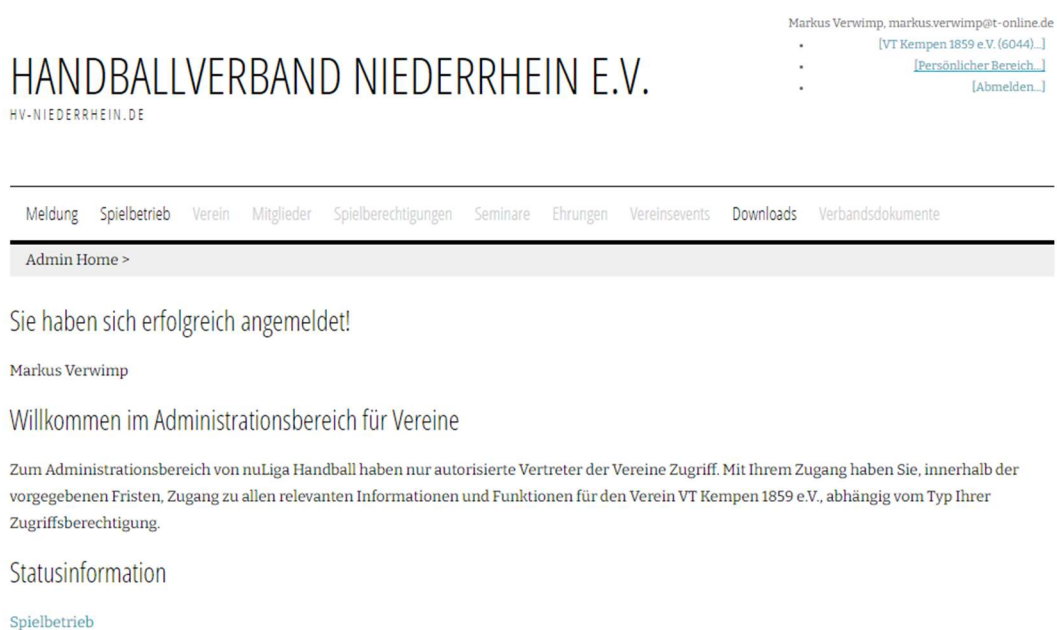 Markus Verwimp, markus.verwimp@t-online.de
• [VT Kempen 1859 e.V. (6044)...]
• [Persönlicher Bereich...]
• [Abmelden...]
HANDBALLVERBAND NIEDERRHEIN E.V.
HV-NIEDERRHEIN.DE
Meldung Spielbetrieb Verein Mitglieder Spielberechtigungen Seminare Ehrungen Vereinsevents Downloads Verbandsdokumente
Admin Home >
Sie haben sich erfolgreich angemeldet!
Markus Verwimp
Willkommen im Administrationsbereich für Vereine
Zum Administrationsbereich von nuLiga Handball haben nur autorisierte Vertreter der Vereine Zugriff. Mit Ihrem Zugang haben Sie, innerhalb der
vorgegebenen Fristen, Zugang zu allen relevanten Informationen und Funktionen für den Verein VT Kempen 1859 e.V., abhängig vom Typ Ihrer
Zugriffsberechtigung.
Statusinformation
Spielbetrieb